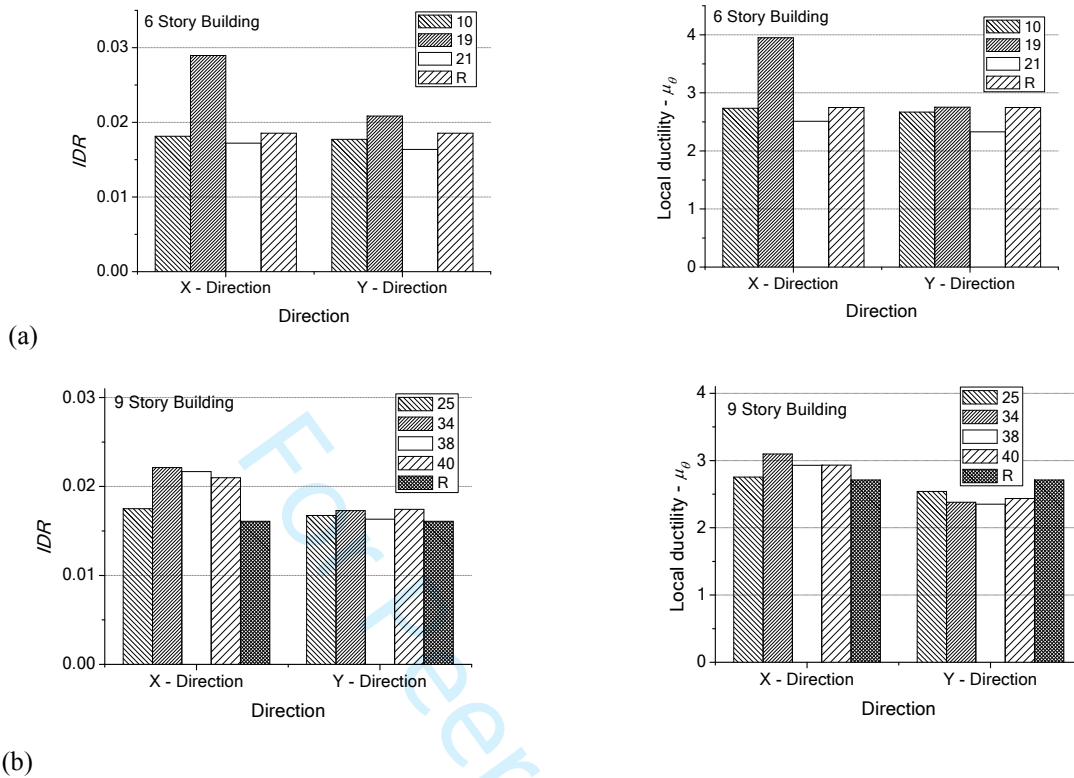 6 Story Building
10
19
21
R
0.03
0.02
0.01
0.00
IDR
X - Direction
Y - Direction
Direction
6 Story Building
10
19
21
R
4
3
2
1
0
Local ductility - μθ
X - Direction
Y - Direction
Direction
(a)
9 Story Building
25
34
38
40
R
0.03
0.02
0.01
0.00
IDR
X - Direction
Y - Direction
Direction
9 Story Building
25
34
38
40
R
4
3
2
1
0
Local ductility - μθ
X - Direction
Y - Direction
Direction
(b)
For Peer